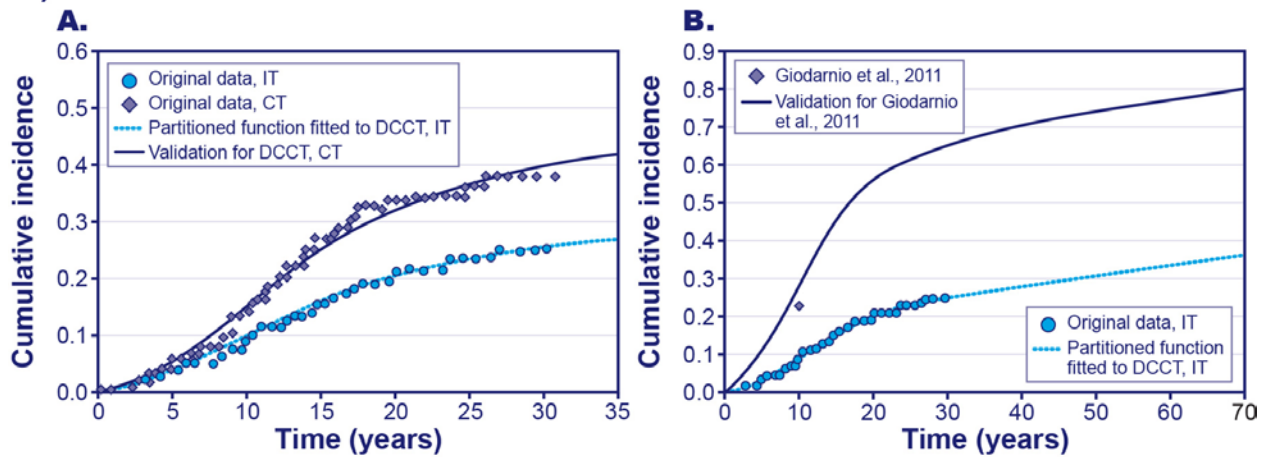 A.
Cumulative incidence
0.6
0.5
0.4
0.3
0.2
0.1
0.0
Original data, IT
Original data, CT
Partitioned function fitted to DCCT, IT
Validation for DCCT, CT
0 5 10 15 20 25 30 35
Time (years)
B.
Cumulative incidence
0.9
0.8
0.7
0.6
0.5
0.4
0.3
0.2
0.1
0.0
Giodarnio et al., 2011
Validation for Giodarnio
et al., 2011
Original data, IT
Partitioned function
fitted to DCCT, IT
0 10 20 30 40 50 60 70
Time (years)